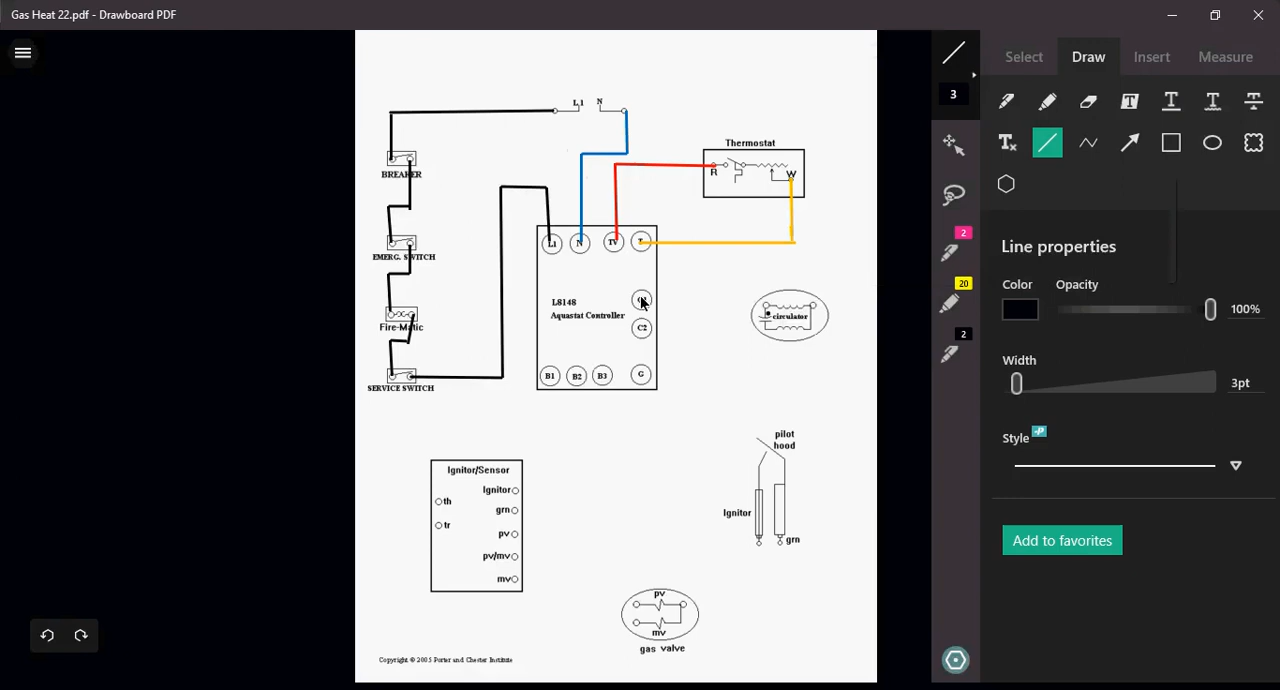 Gas Heat 22.pdf - Drawboard PDF
Select Draw Insert Measure
3
2
20
2
Line properties
Color Opacity
100%
Width
3pt
Style
Add to favorites
L1 N
BREAKER
EMERG. SWITCH
Fire-Matic
SERVICE SWITCH
Thermostat
R W
L1 N TV T
L8148
Aquastat Controller
C2
B1 B2 B3 G
circulator
Ignitor/Sensor
Ignitor
th
grn
tr
pv
pv/mv
mv
pilot
hood
Ignitor
grn
pv
mv
gas valve
Copyright © 2005 Porter and Chester Institute